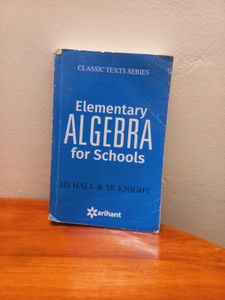 CLASSIC TEXTS SERIES
Elementary
ALGEBRA
for Schools
HS HALL & SR KNIGHT
arihant